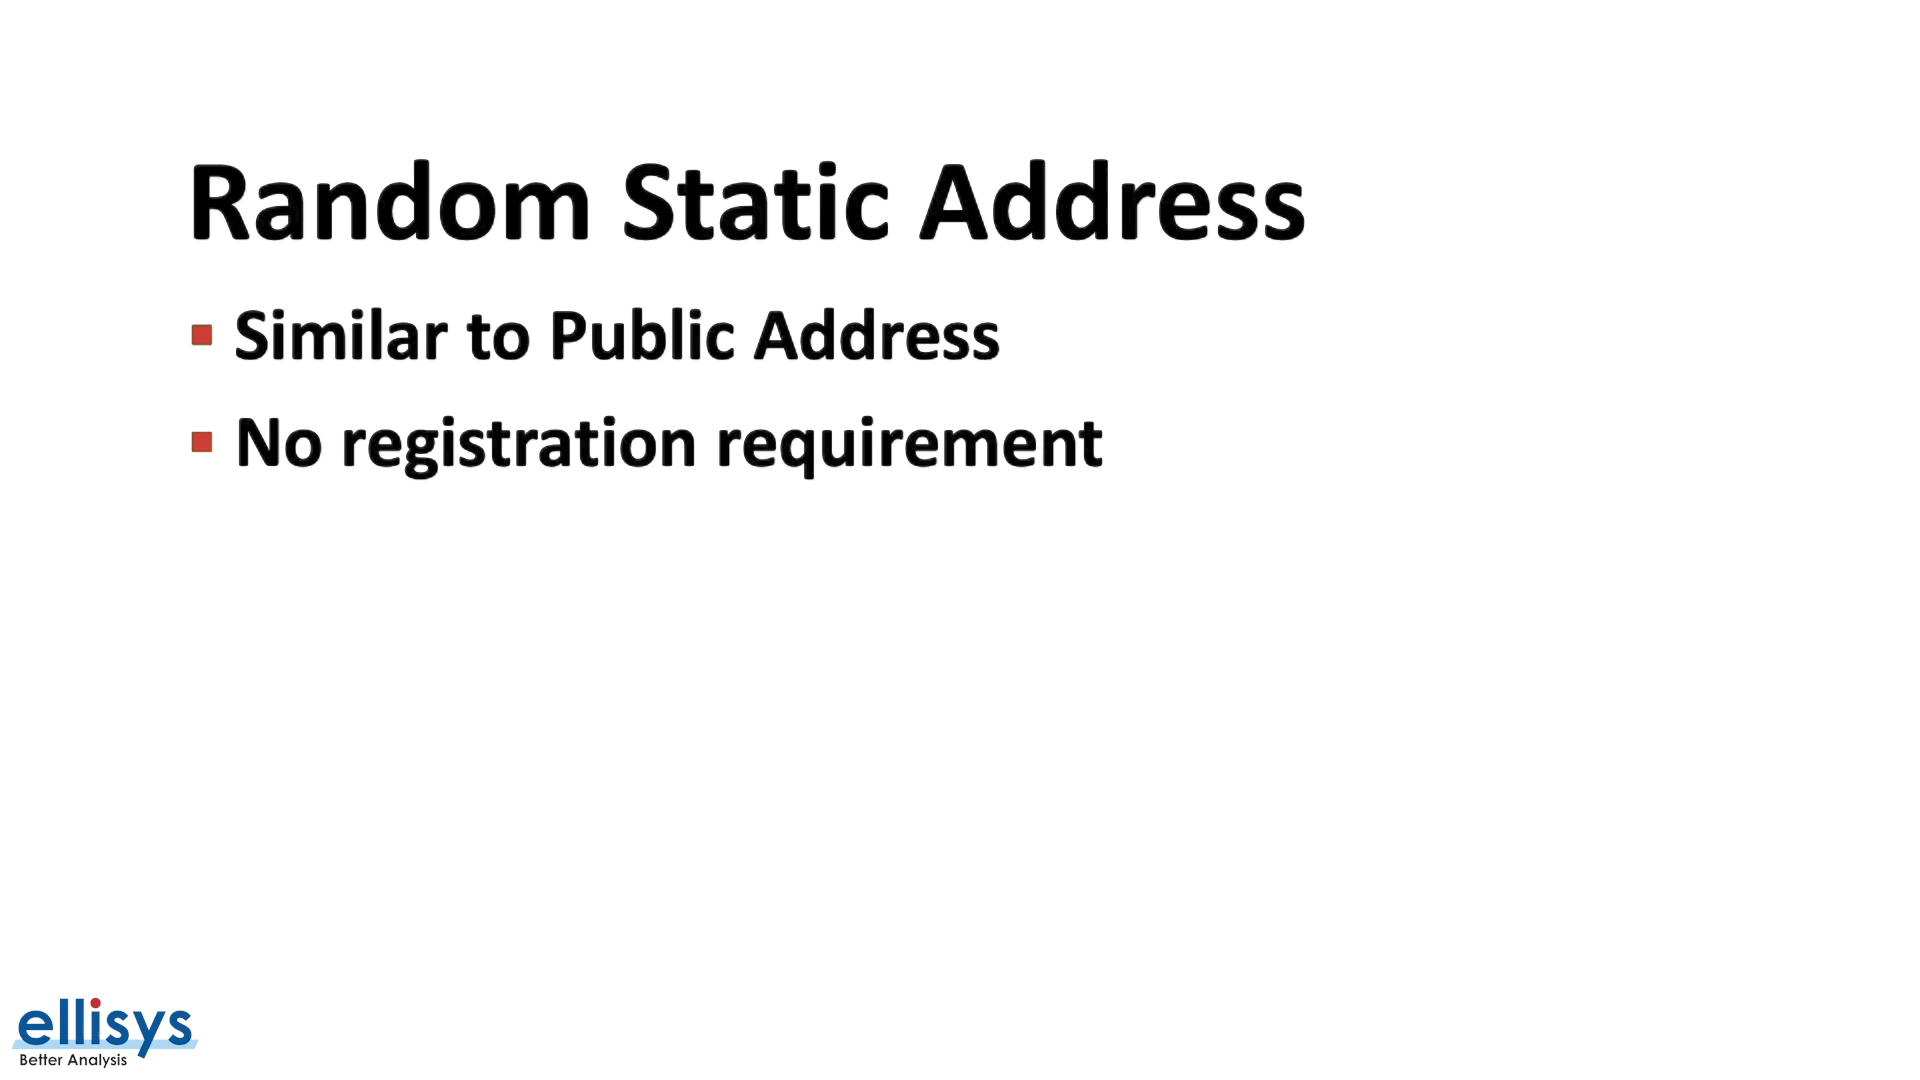 Random Static Address
Similar to Public Address
No registration requirement
ellisys
Better Analysis